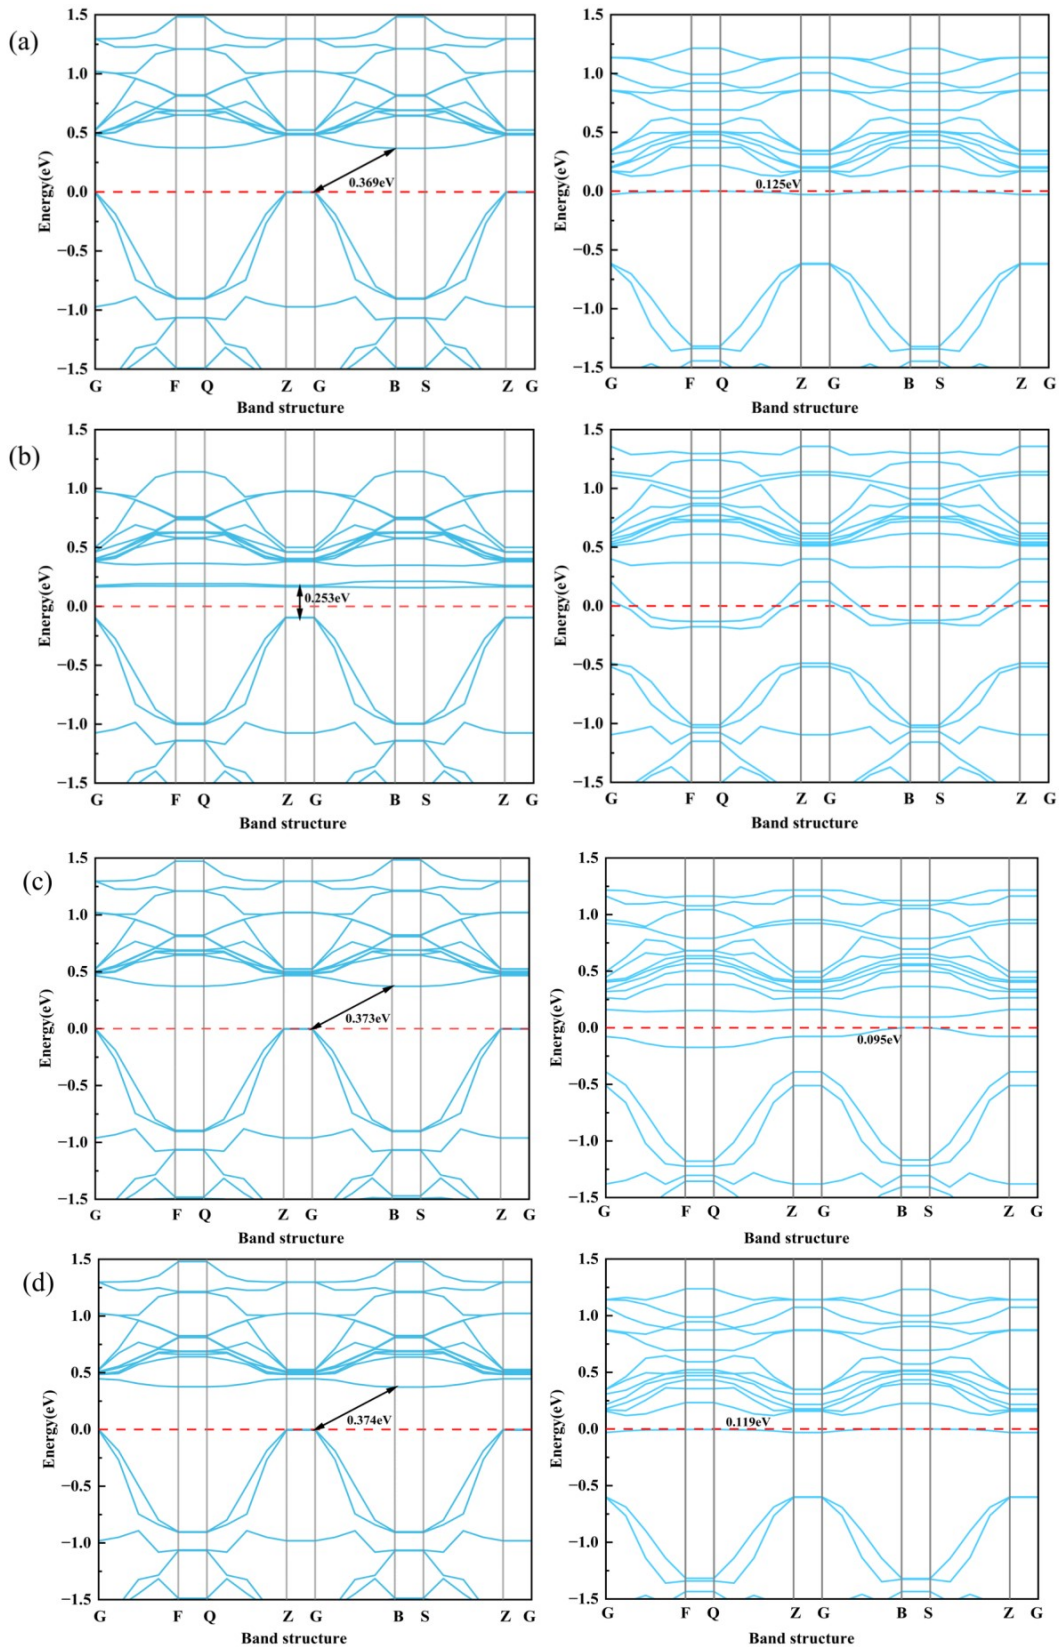 (a)
Energy(eV)
1.5
1.0
0.5
0.0
−0.5
−1.0
−1.5
0.369eV
G F Q Z G B S Z G
Band structure
Energy(eV)
1.5
1.0
0.5
0.0
−0.5
−1.0
−1.5
0.125eV
G F Q Z G B S Z G
Band structure
(b)
Energy(eV)
1.5
1.0
0.5
0.0
−0.5
−1.0
−1.5
0.253eV
G F Q Z G B S Z G
Band structure
Energy(eV)
1.5
1.0
0.5
0.0
−0.5
−1.0
−1.5
G F Q Z G B S Z G
Band structure
(c)
Energy(eV)
1.5
1.0
0.5
0.0
−0.5
−1.0
−1.5
0.373eV
G F Q Z G B S Z G
Band structure
Energy(eV)
1.5
1.0
0.5
0.0
−0.5
−1.0
−1.5
0.095eV
G F Q Z G B S Z G
Band structure
(d)
Energy(eV)
1.5
1.0
0.5
0.0
−0.5
−1.0
−1.5
0.374eV
G F Q Z G B S Z G
Band structure
Energy(eV)
1.5
1.0
0.5
0.0
−0.5
−1.0
−1.5
0.119eV
G F Q Z G B S Z G
Band structure